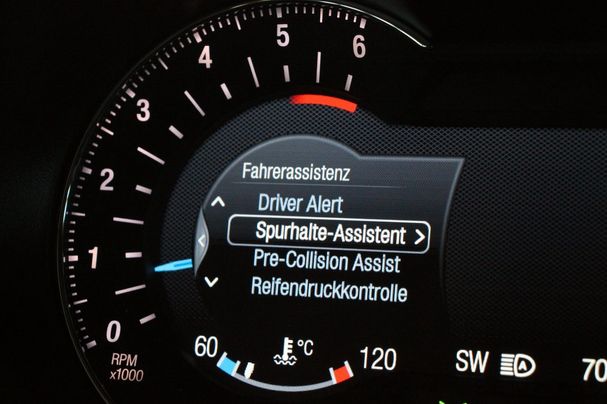 6
5
4
3
2
1
0
RPM
x1000
Fahrerassistenz
Driver Alert
Spurhalte-Assistent >
Pre-Collision Assist
Reifendruckkontrolle
60 °C 120
SW A 70